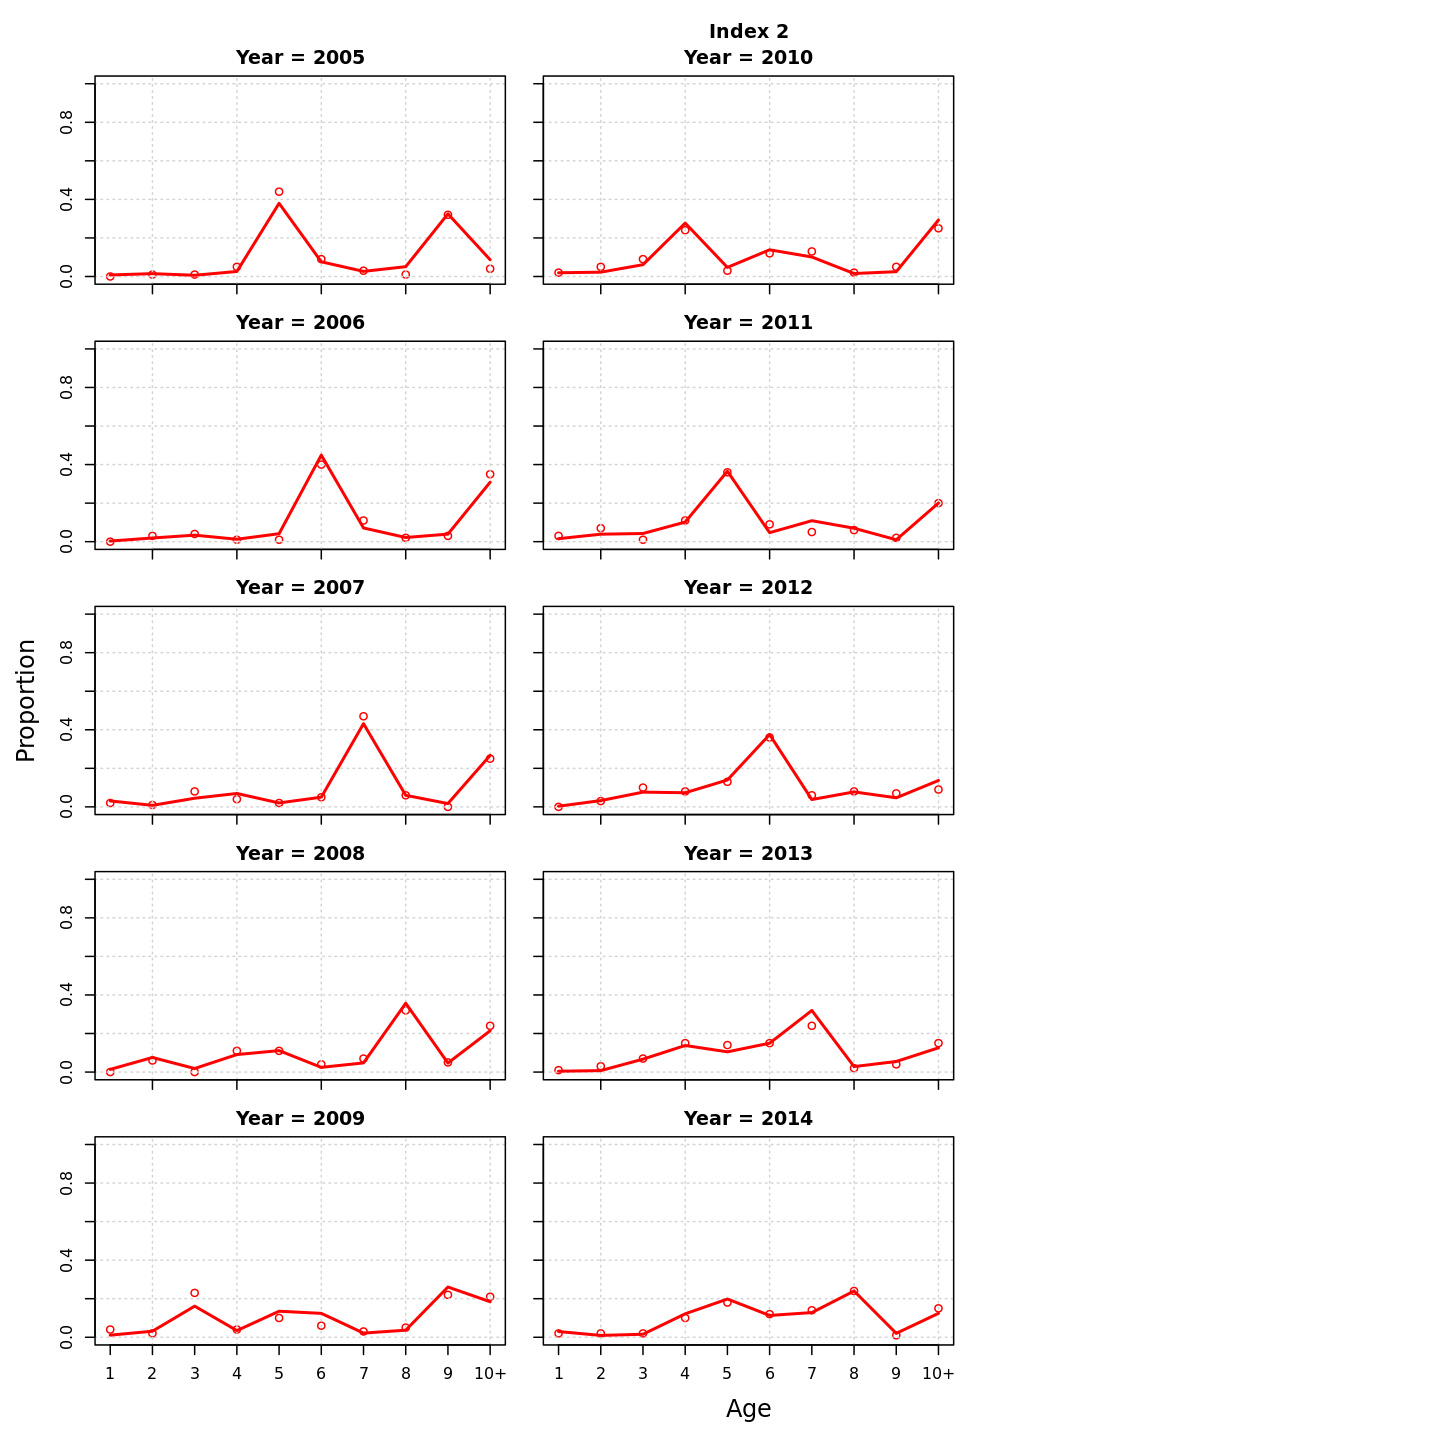 Index 2
Year = 2005
Year = 2010
0.0 0.4 0.8
Year = 2006
Year = 2011
0.0 0.4 0.8
Year = 2007
Year = 2012
0.0 0.4 0.8
Proportion
Year = 2008
Year = 2013
0.0 0.4 0.8
Year = 2009
Year = 2014
0.0 0.4 0.8
1 2 3 4 5 6 7 8 9 10+
1 2 3 4 5 6 7 8 9 10+
Age